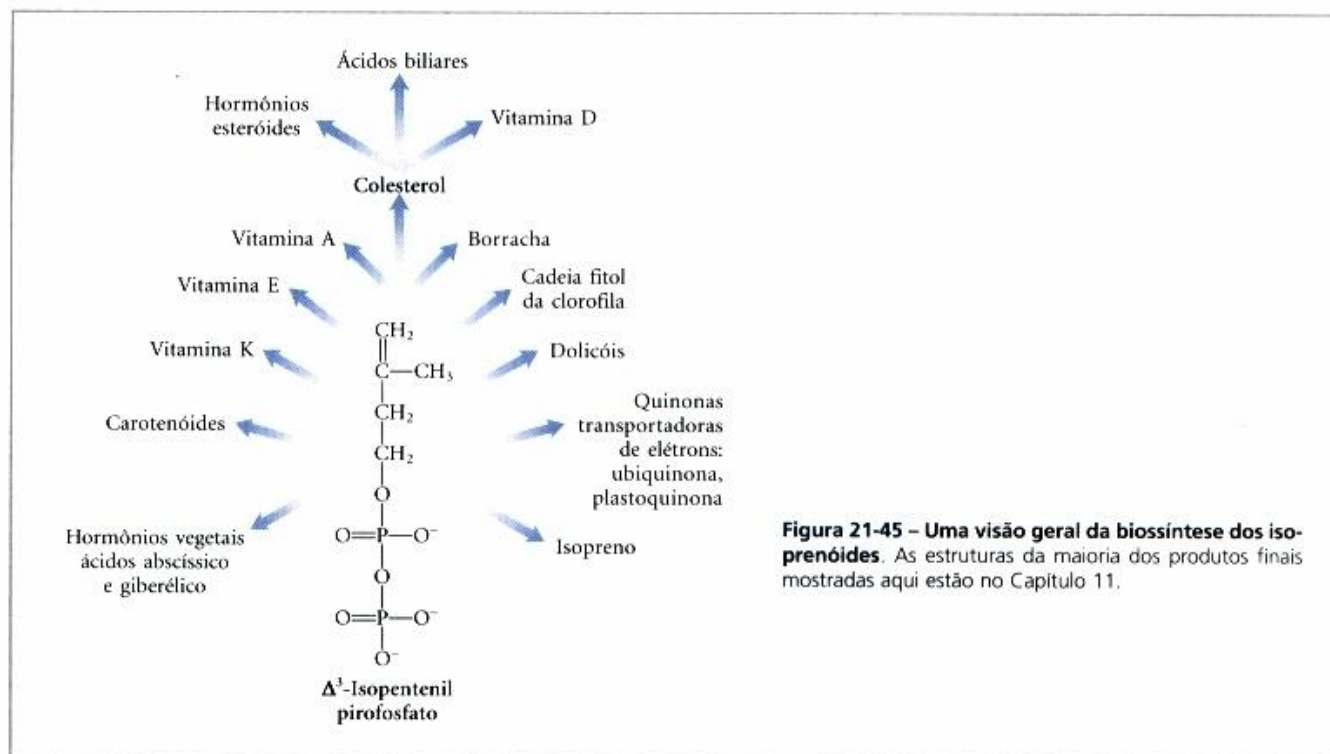 Ácidos biliares
Hormônios
esteróides
Vitamina D
Colesterol
Vitamina A
Borracha
Vitamina E
Cadeia fitol
da clorofila
Vitamina K
Dolicóis
Carotenóides
Quinonas
transportadoras
de elétrons:
ubiquinona,
plastoquinona
Hormônios vegetais
ácidos abscíssico
e giberélico
Isopreno
CH₂
C—CH₃
CH₂
CH₂
O
O=P—O⁻
O
O=P—O⁻
O⁻
Δ³-Isopentenil
pirofosfato
Figura 21-45 – Uma visão geral da biossíntese dos iso-
prenóides. As estruturas da maioria dos produtos finais
mostradas aqui estão no Capítulo 11.